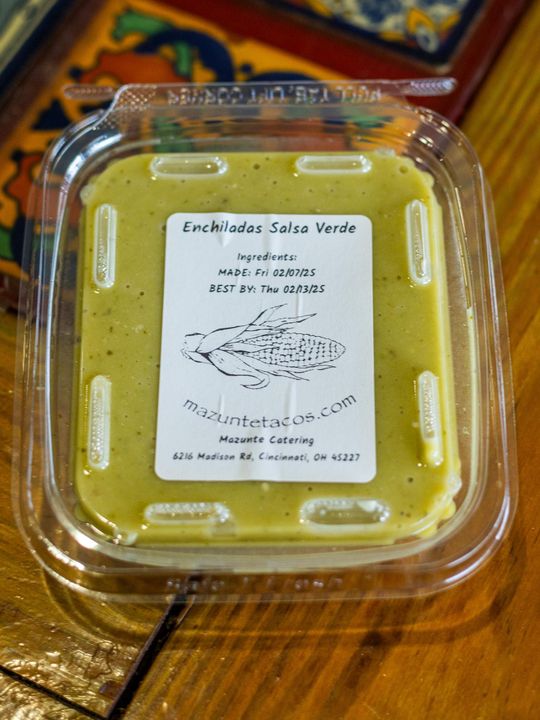 Enchiladas Salsa Verde
Ingredients:
MADE: Fri 02/07/25
BEST BY: Thu 02/13/25
mazuntetacos.com
Mazunte Catering
6216 Madison Rd, Cincinnati, OH 45227